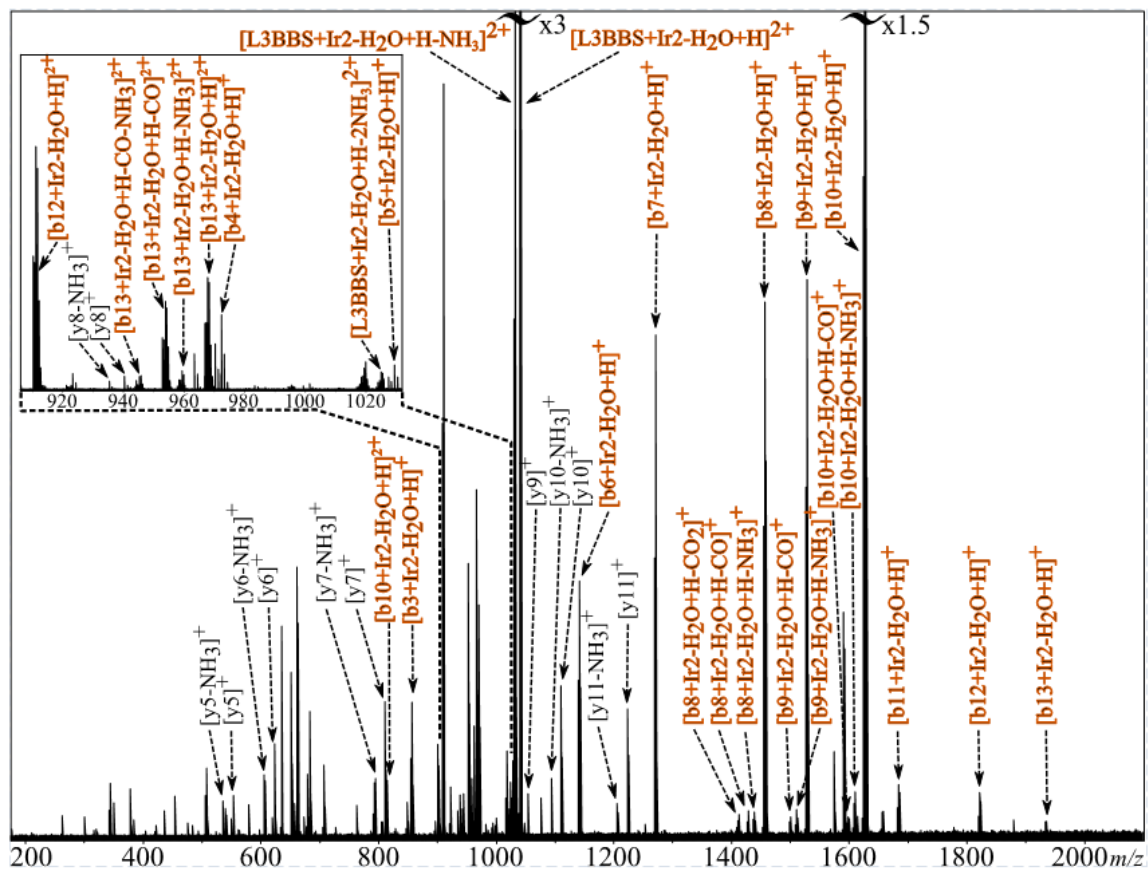 [L3BBS+Ir2-H₂O+H-NH₃]²⁺
x3
[L3BBS+Ir2-H₂O+H]²⁺
x1.5
[b12+Ir2-H₂O+H]²⁺
[y8-NH₃]⁺
[y8]⁺
[b13+Ir2-H₂O+H-CO-NH₃]²⁺
[b13+Ir2-H₂O+H-CO]²⁺
[b13+Ir2-H₂O+H-NH₃]²⁺
[b13+Ir2-H₂O+H]²⁺
[b4+Ir2-H₂O+H]⁺
[L3BBS+Ir2-H₂O+H-2NH₃]²⁺
[b5+Ir2-H₂O+H]⁺
920 940 960 980 1000 1020
[b7+Ir2-H₂O+H]⁺
[b8+Ir2-H₂O+H]⁺
[b9+Ir2-H₂O+H]⁺
[b10+Ir2-H₂O+H]⁺
[y5-NH₃]⁺
[y5]⁺
[y6-NH₃]⁺
[y6]⁺
[y7-NH₃]⁺
[y7]⁺
[b10+Ir2-H₂O+H]²⁺
[b3+Ir2-H₂O+H]⁺
[y9]⁺
[y10-NH₃]⁺
[y10]⁺
[b6+Ir2-H₂O+H]⁺
[y11-NH₃]⁺
[y11]⁺
[b8+Ir2-H₂O+H-CO₂]⁺
[b8+Ir2-H₂O+H-CO]⁺
[b8+Ir2-H₂O+H-NH₃]⁺
[b9+Ir2-H₂O+H-CO]⁺
[b9+Ir2-H₂O+H-NH₃]⁺
[b10+Ir2-H₂O+H-CO]⁺
[b10+Ir2-H₂O+H-NH₃]⁺
[b11+Ir2-H₂O+H]⁺
[b12+Ir2-H₂O+H]⁺
[b13+Ir2-H₂O+H]⁺
200 400 600 800 1000 1200 1400 1600 1800 2000 m/z